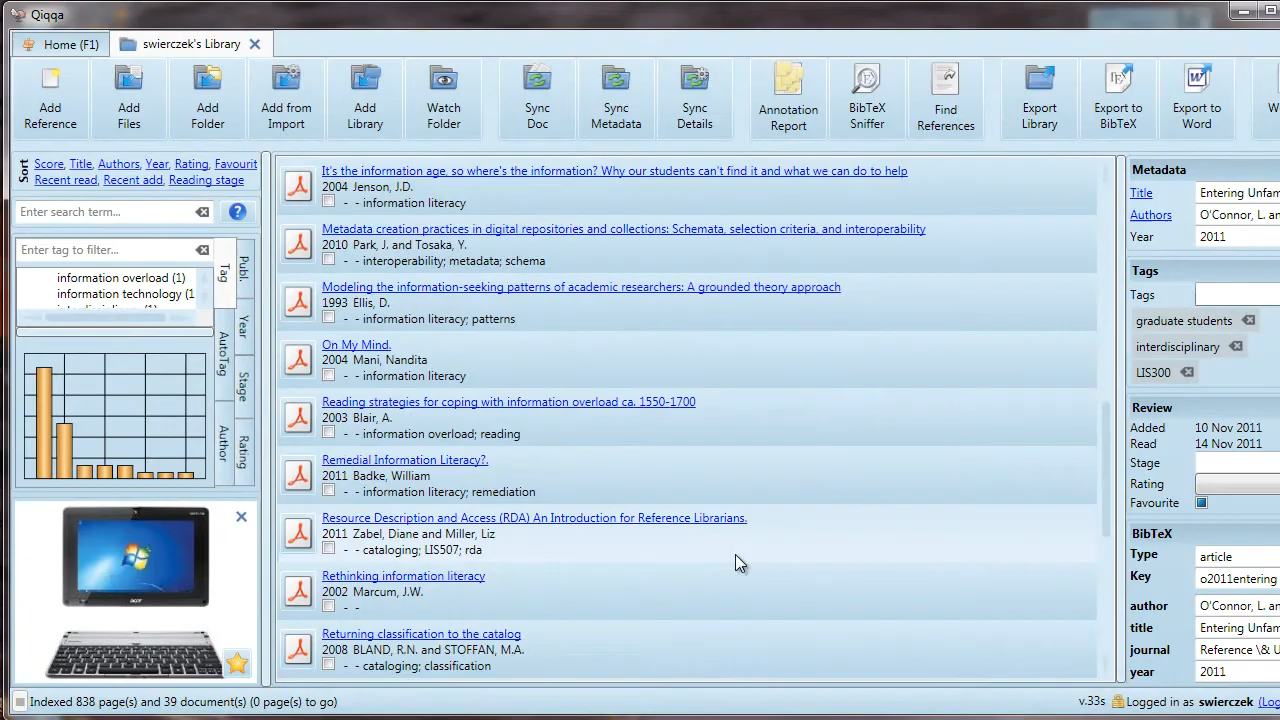 Qiqqa
Home (F1)
swierczek's Library
Add Reference
Add Files
Add Folder
Add from Import
Add Library
Watch Folder
Sync Doc
Sync Metadata
Sync Details
Annotation Report
BibTeX Sniffer
Find References
Export Library
Export to BibTeX
Export to Word
Sort
Score, Title, Authors, Year, Rating, Favourit
Recent read, Recent add, Reading stage
Enter search term...
Enter tag to filter...
information overload (1)
information technology (1
Tag
AutoTag
Author
Publ.
Year
Stage
Rating
acer
It's the information age, so where's the information? Why our students can't find it and what we can do to help
2004 Jenson, J.D.
- - information literacy
Metadata creation practices in digital repositories and collections: Schemata, selection criteria, and interoperability
2010 Park, J. and Tosaka, Y.
- - interoperability; metadata; schema
Modeling the information-seeking patterns of academic researchers: A grounded theory approach
1993 Ellis, D.
- - information literacy; patterns
On My Mind.
2004 Mani, Nandita
- - information literacy
Reading strategies for coping with information overload ca. 1550-1700
2003 Blair, A.
- - information overload; reading
Remedial Information Literacy?.
2011 Badke, William
- - information literacy; remediation
Resource Description and Access (RDA) An Introduction for Reference Librarians.
2011 Zabel, Diane and Miller, Liz
- - cataloging; LIS507; rda
Rethinking information literacy
2002 Marcum, J.W.
- -
Returning classification to the catalog
2008 BLAND, R.N. and STOFFAN, M.A.
- - cataloging; classification
Metadata
Title Entering Unfam
Authors O'Connor, L. an
Year 2011
Tags
Tags
graduate students
interdisciplinary
LIS300
Review
Added 10 Nov 2011
Read 14 Nov 2011
Stage
Rating
Favourite
BibTeX
Type article
Key o2011entering
author O'Connor, L. an
title Entering Unfam
journal Reference \& U
year 2011
Indexed 838 page(s) and 39 document(s) (0 page(s) to go)
v.33s Logged in as swierczek (Log